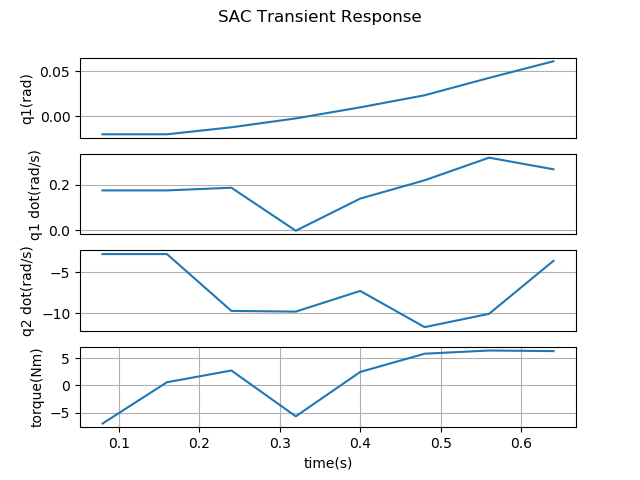 SAC Transient Response
0.05
0.00
q1(rad)
0.2
0.0
q1 dot(rad/s)
−5
−10
q2 dot(rad/s)
5
0
−5
torque(Nm)
0.1 0.2 0.3 0.4 0.5 0.6
time(s)